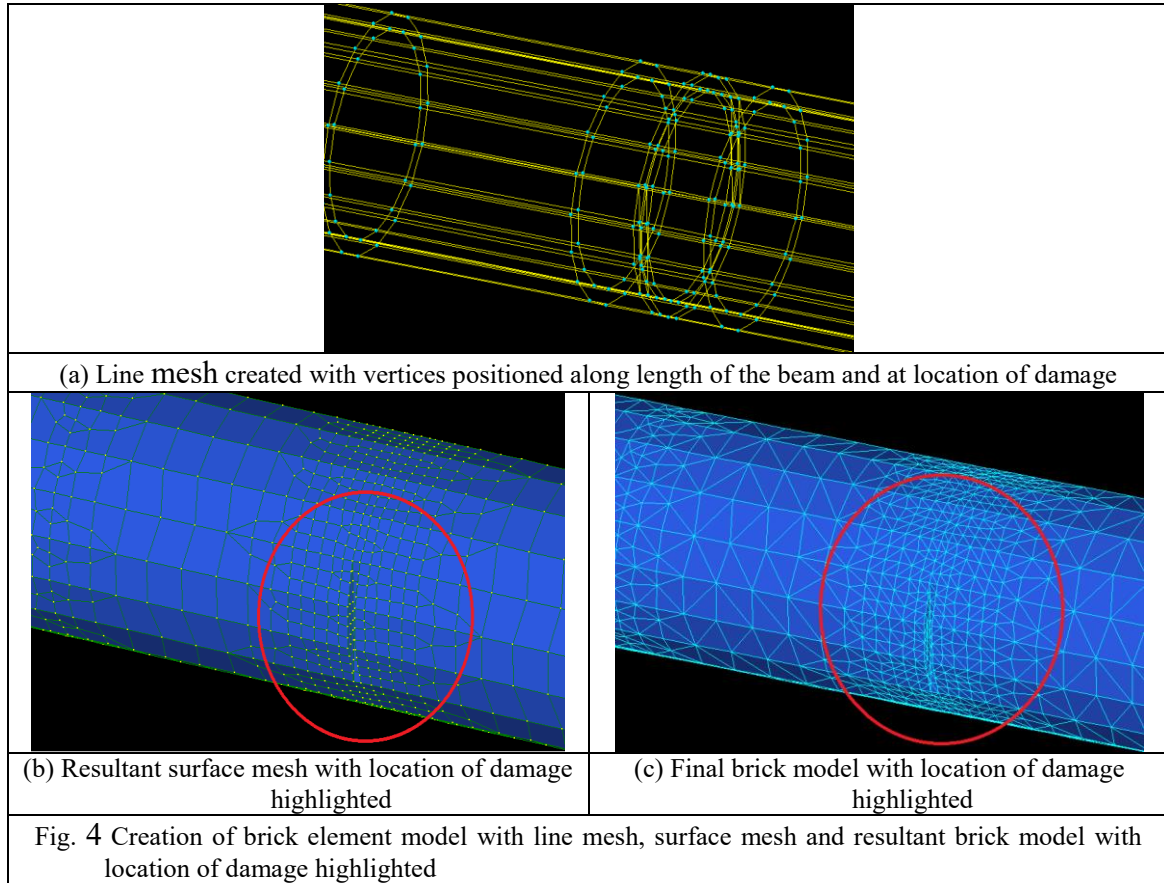 (a) Line mesh created with vertices positioned along length of the beam and at location of damage
(b) Resultant surface mesh with location of damage
highlighted
(c) Final brick model with location of damage
highlighted
Fig. 4 Creation of brick element model with line mesh, surface mesh and resultant brick model with
location of damage highlighted